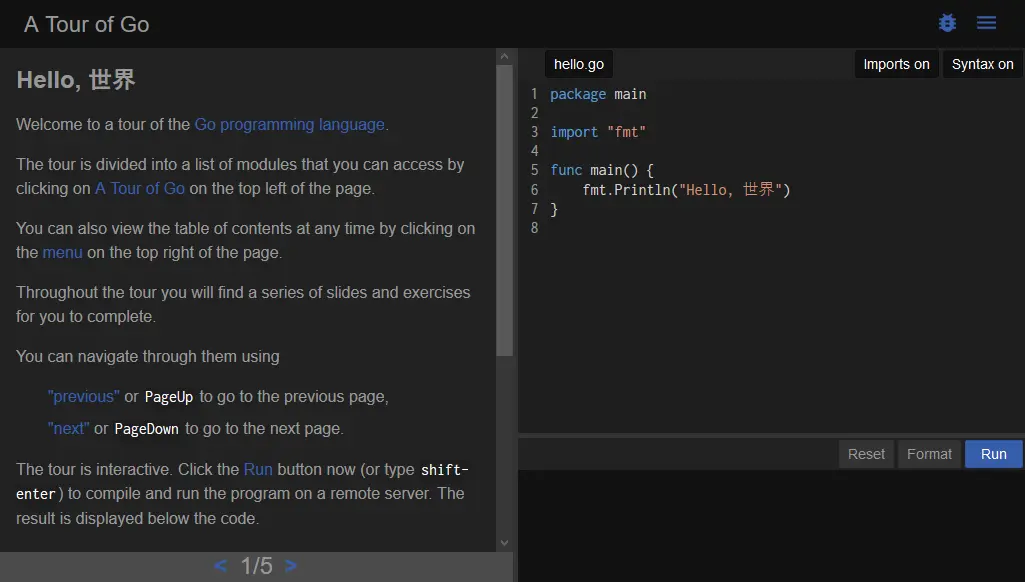 A Tour of Go
Hello, 世界
Welcome to a tour of the Go programming language.
The tour is divided into a list of modules that you can access by
clicking on A Tour of Go on the top left of the page.
You can also view the table of contents at any time by clicking on
the menu on the top right of the page.
Throughout the tour you will find a series of slides and exercises
for you to complete.
You can navigate through them using
"previous" or PageUp to go to the previous page,
"next" or PageDown to go to the next page.
The tour is interactive. Click the Run button now (or type shift-
enter) to compile and run the program on a remote server. The
result is displayed below the code.
< 1/5 >
hello.go Imports on Syntax on
1 package main
2
3 import "fmt"
4
5 func main() {
6     fmt.Println("Hello, 世界")
7 }
8
Reset Format Run